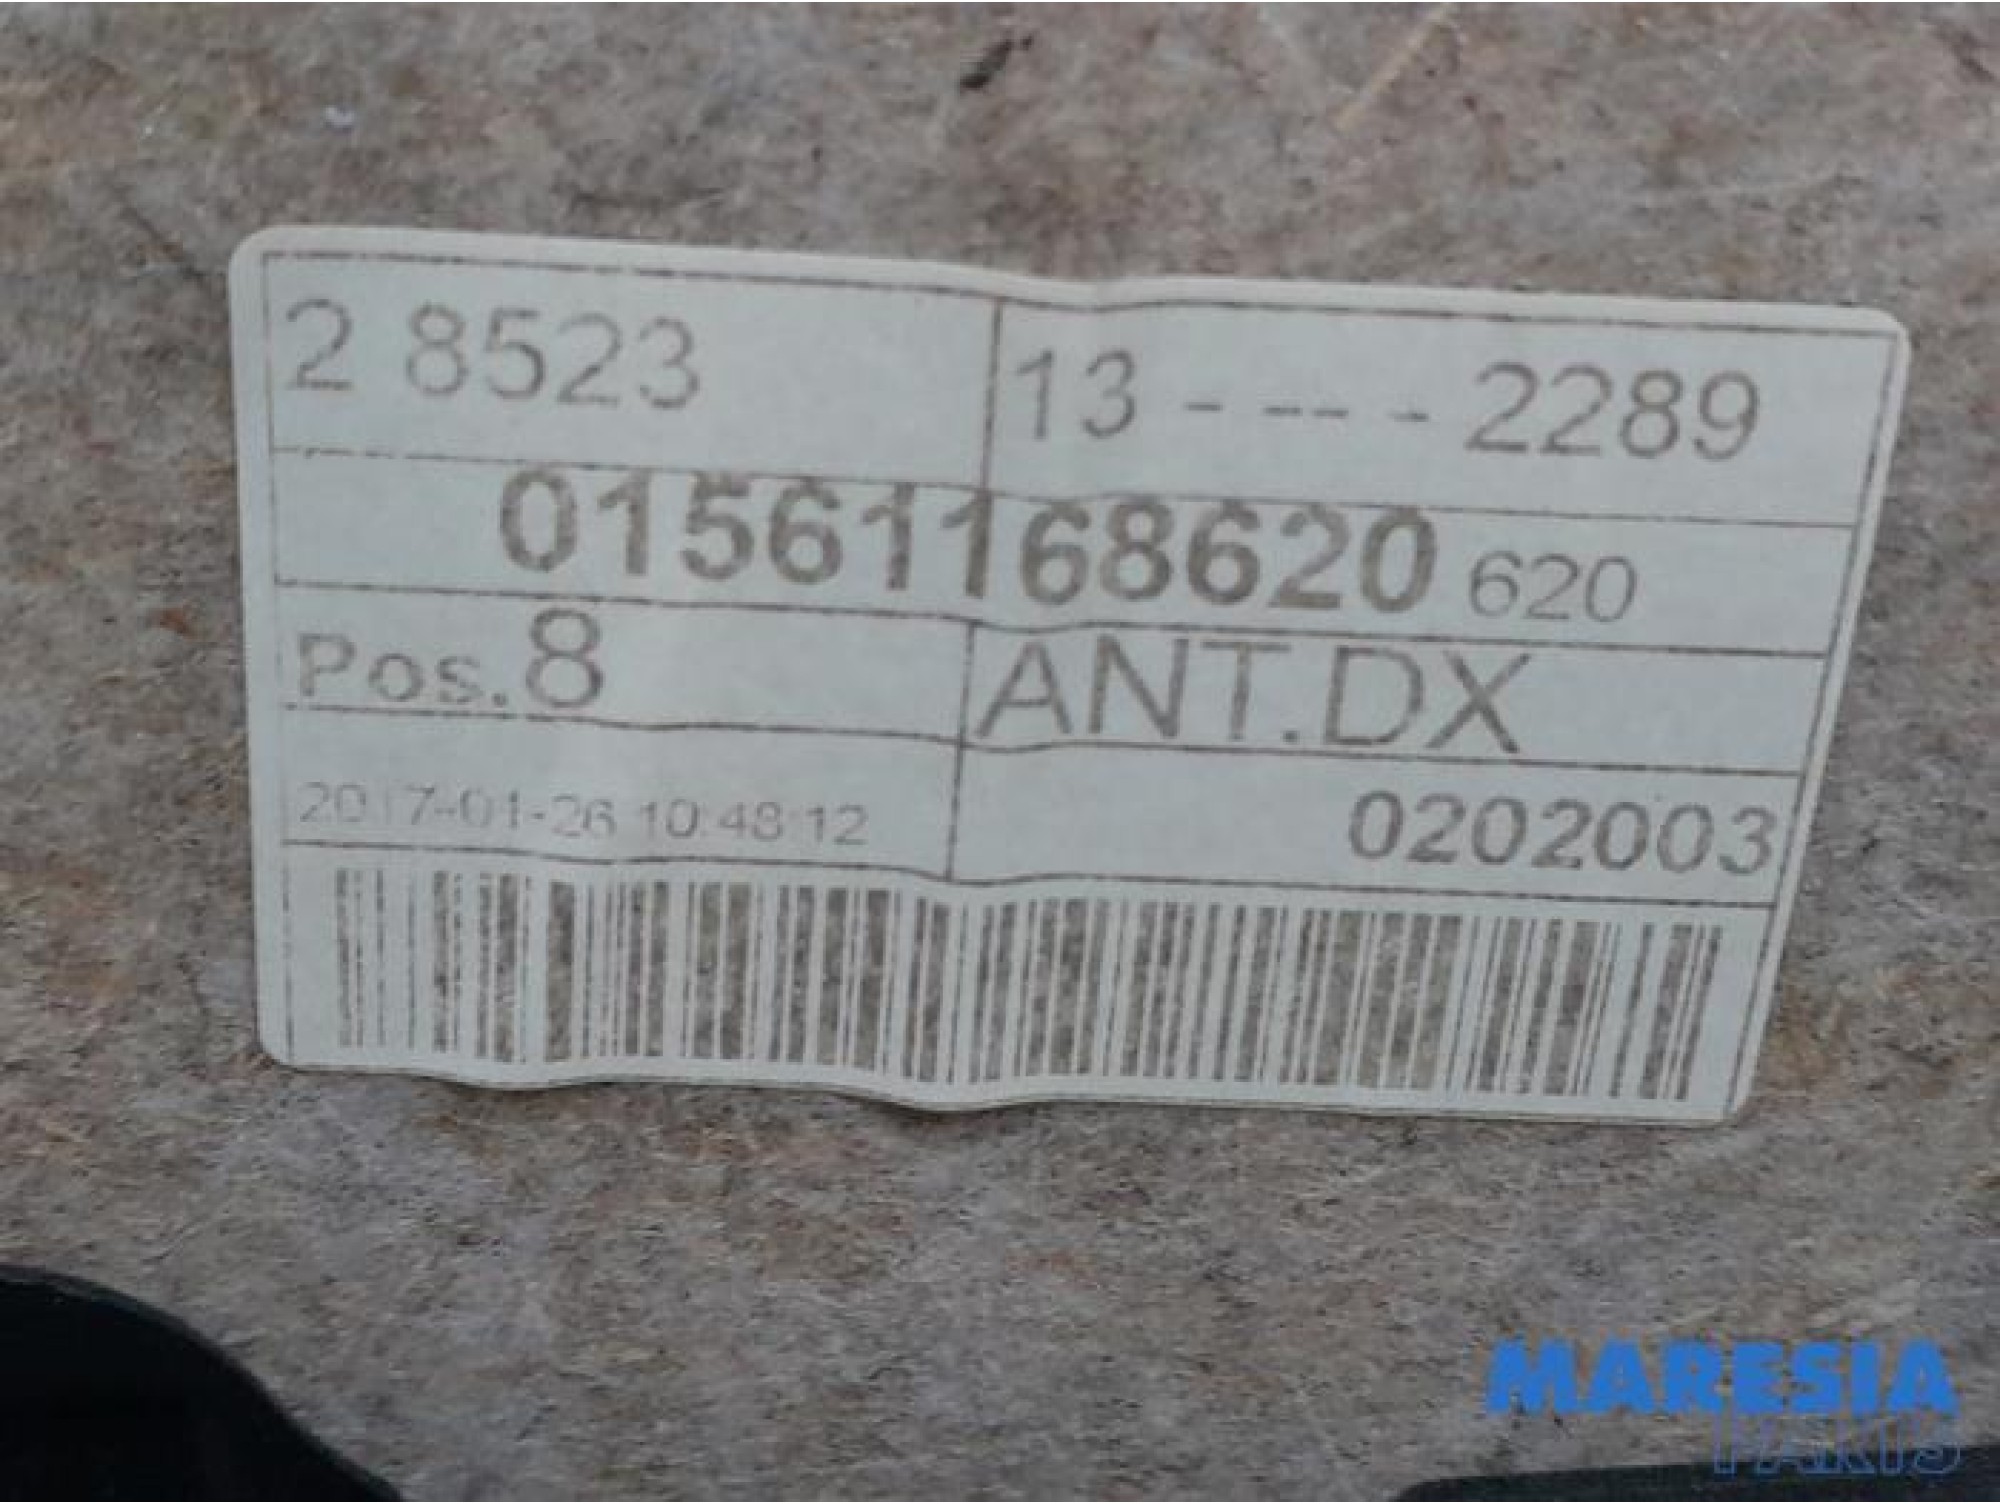 2 8523 13 - --- - 2289
01561168620 620
Pos.8 ANT.DX
2017-01-26 10:48:12 0202003
MARESIA
PARTS